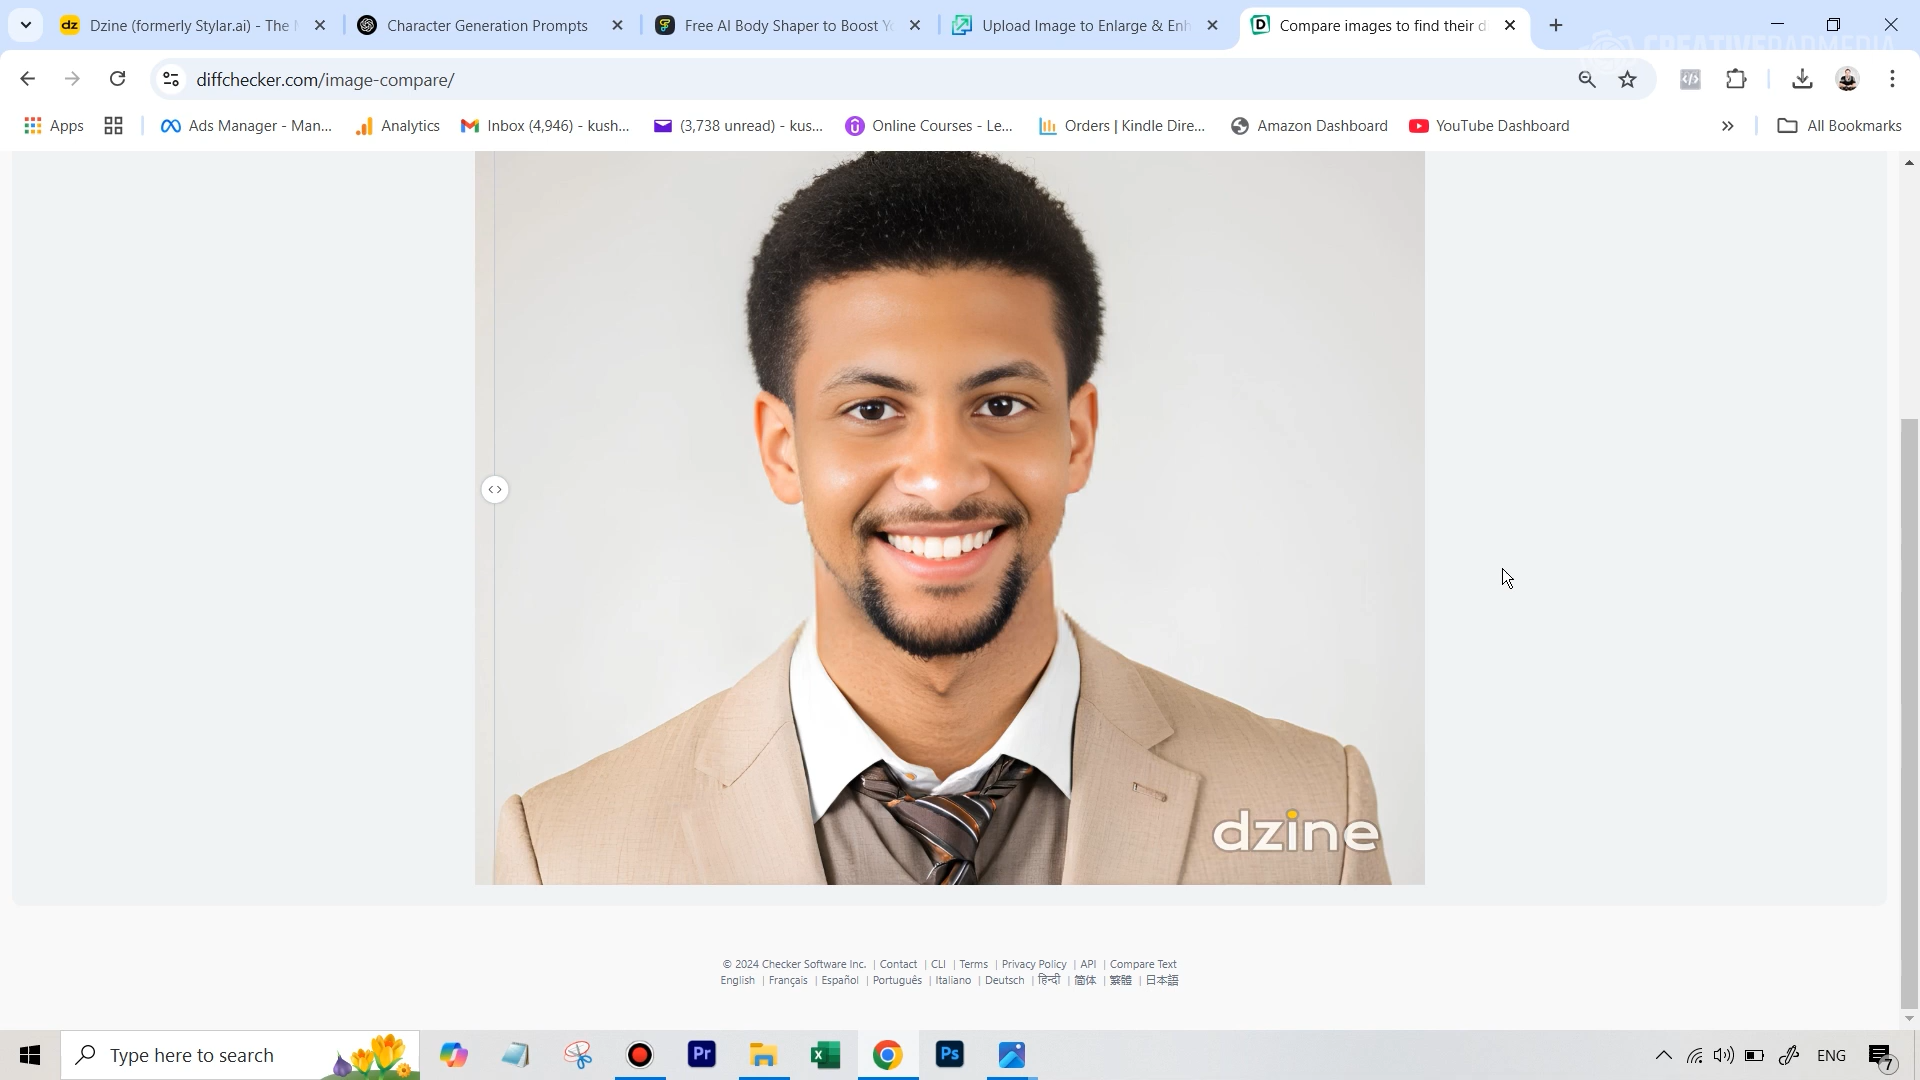 Dzine (formerly Stylar.ai) - The
Character Generation Prompts
Free AI Body Shaper to Boost
Upload Image to Enlarge & Enh
Compare images to find their d
CREATIVEDADMEDIA
diffchecker.com/image-compare/
Apps
Ads Manager - Man...
Analytics
Inbox (4,946) - kush...
(3,738 unread) - kus...
Online Courses - Le...
Orders | Kindle Dire...
Amazon Dashboard
YouTube Dashboard
All Bookmarks
dzine
© 2024 Checker Software Inc. | Contact | CLI | Terms | Privacy Policy | API | Compare Text
English | Français | Español | Português | Italiano | Deutsch | हिन्दी | 简体 | 繁體 | 日本語
Type here to search
Pr
Ps
ENG
7